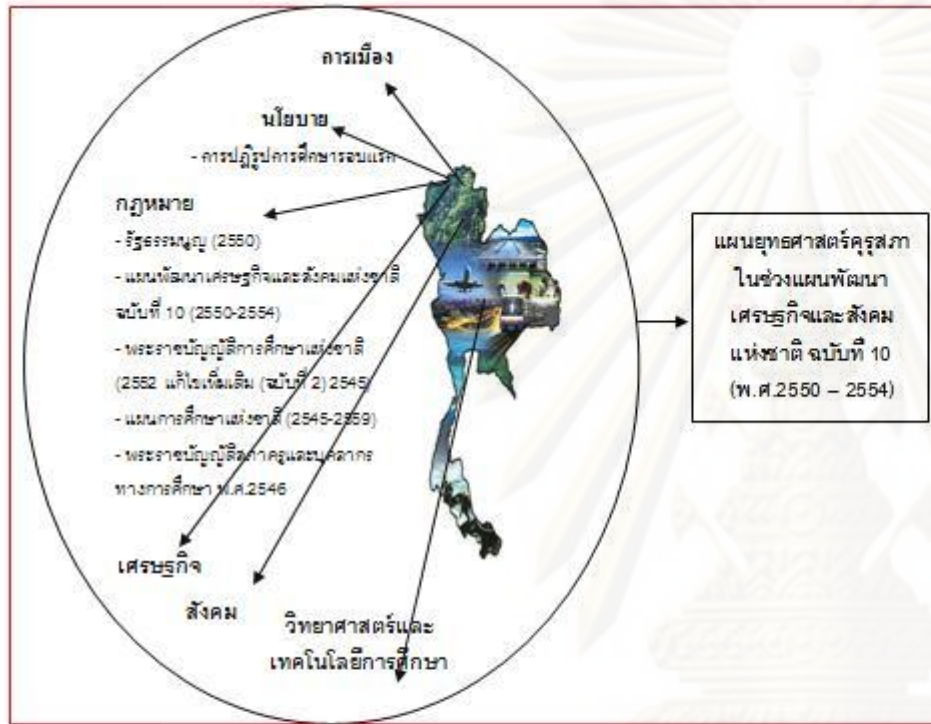 การเมือง
นโยบาย
- การปฏิรูปการศึกษารอบแรก
กฎหมาย
- รัฐธรรมนูญ (2550)
- แผนพัฒนาเศรษฐกิจและสังคมแห่งชาติ
ฉบับที่ 10 (2550-2554)
- พระราชบัญญัติการศึกษาแห่งชาติ
(2552 แก้ไขเพิ่มเติม (ฉบับที่ 2) 2545)
- แผนการศึกษาแห่งชาติ (2545-2559)
- พระราชบัญญัติสภาครูและบุคลากร
ทางการศึกษา พ.ศ.2546
เศรษฐกิจ
สังคม
วิทยาศาสตร์และ
เทคโนโลยีการศึกษา
แผนยุทธศาสตร์คุรุสภา
ในช่วงแผนพัฒนา
เศรษฐกิจและสังคม
แห่งชาติ ฉบับที่ 10
(พ.ศ.2550 – 2554)